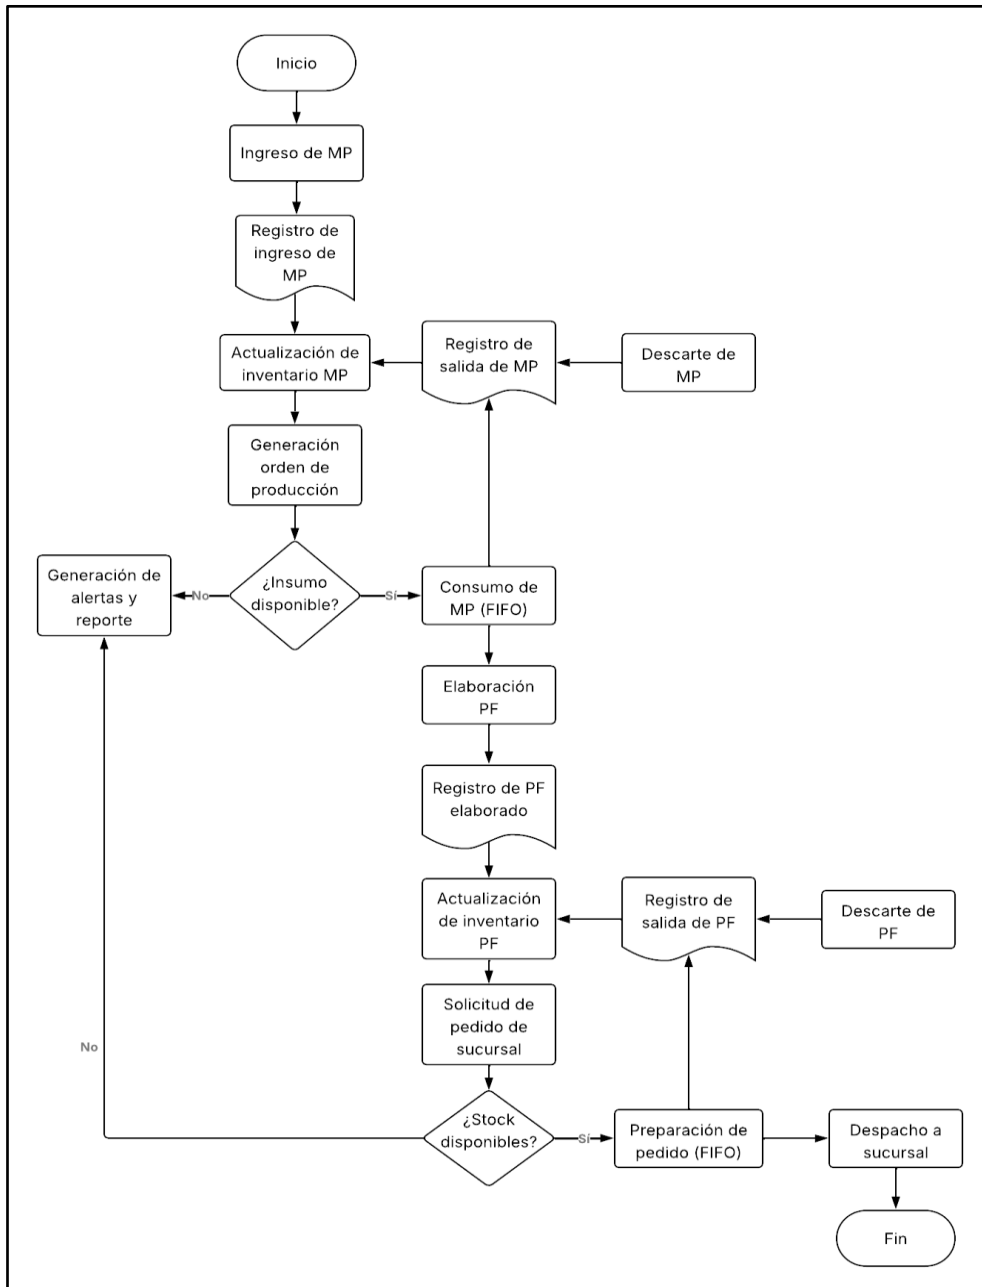 Inicio
Ingreso de MP
Registro de
ingreso de
MP
Actualización de
inventario MP
Registro de
salida de MP
Descarte de
MP
Generación
orden de
producción
Generación de
alertas y
reporte
No
¿Insumo
disponible?
Sí
Consumo de
MP (FIFO)
Elaboración
PF
Registro de PF
elaborado
Actualización
de inventario
PF
Registro de
salida de PF
Descarte de
PF
Solicitud de
pedido de
sucursal
No
¿Stock
disponibles?
Sí
Preparación de
pedido (FIFO)
Despacho a
sucursal
Fin